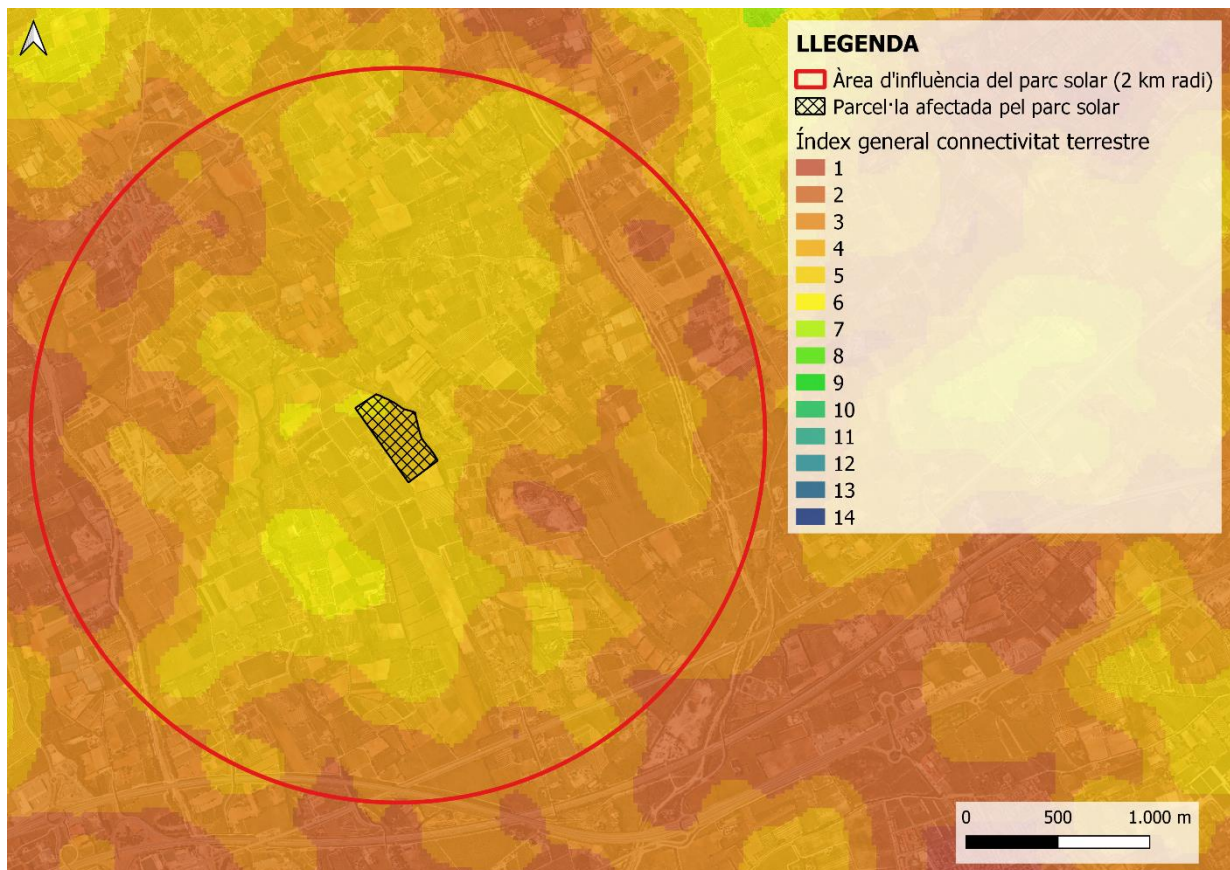 LLEGENDA
Àrea d'influència del parc solar (2 km radi)
Parcel·la afectada pel parc solar
Índex general connectivitat terrestre
1
2
3
4
5
6
7
8
9
10
11
12
13
14
0 500 1.000 m